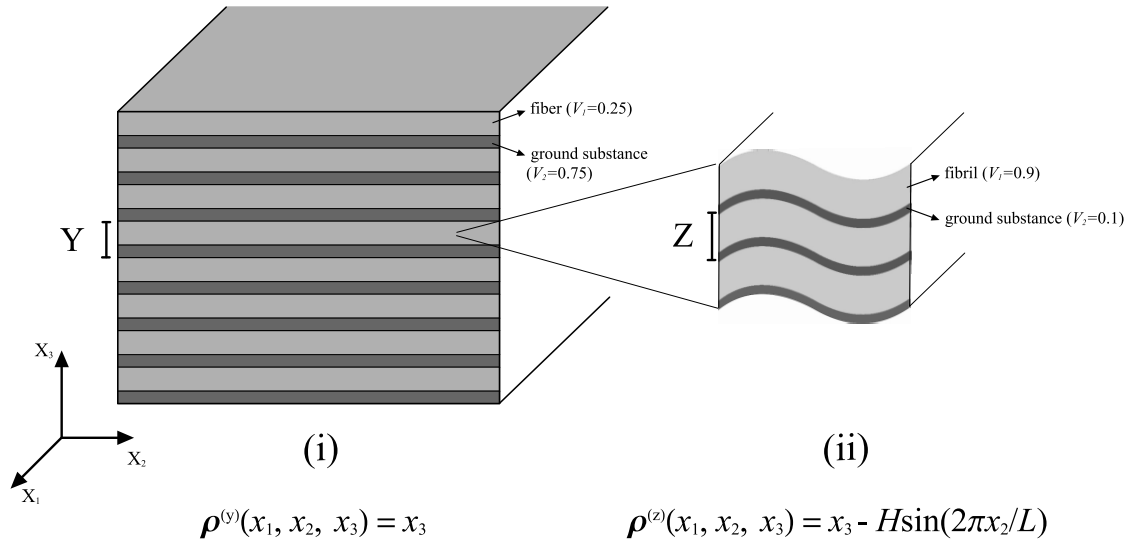 fiber (V₁=0.25)
ground substance
(V₂=0.75)
Y
X₃
X₂
X₁
fibril (V₁=0.9)
ground substance (V₂=0.1)
Z
(i)
(ii)
ρ⁽ʸ⁾(x₁, x₂, x₃) = x₃
ρ⁽ᶻ⁾(x₁, x₂, x₃) = x₃ - Hsin(2πx₂/L)